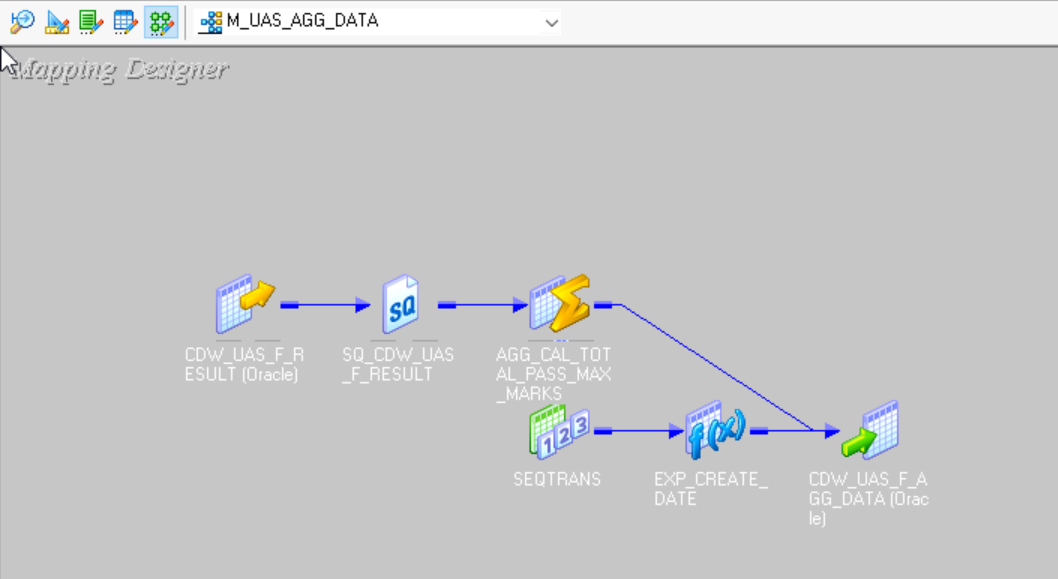 M_UAS_AGG_DATA
Mapping Designer
CDW_UAS_F_R
ESULT (Oracle)
SQ_CDW_UAS
_F_RESULT
SQ
AGG_CAL_TOT
AL_PASS_MAX
_MARKS
123
SEQTRANS
f(x)
EXP_CREATE_
DATE
CDW_UAS_F_A
GG_DATA (Orac
le)